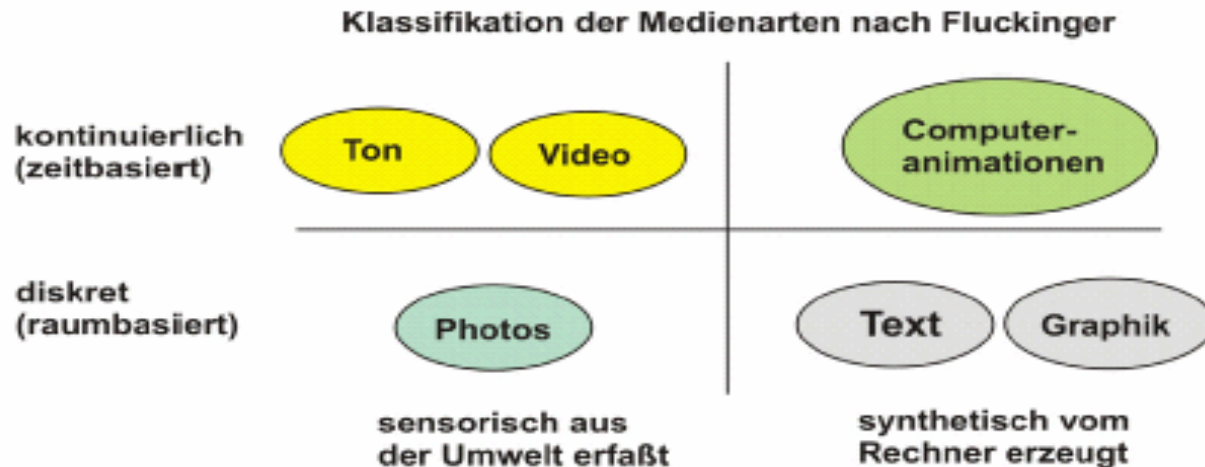 Klassifikation der Medienarten nach Fluckinger
kontinuierlich
(zeitbasiert)
Ton
Video
Computer-
animationen
diskret
(raumbasiert)
Photos
Text
Graphik
sensorisch aus
der Umwelt erfaßt
synthetisch vom
Rechner erzeugt